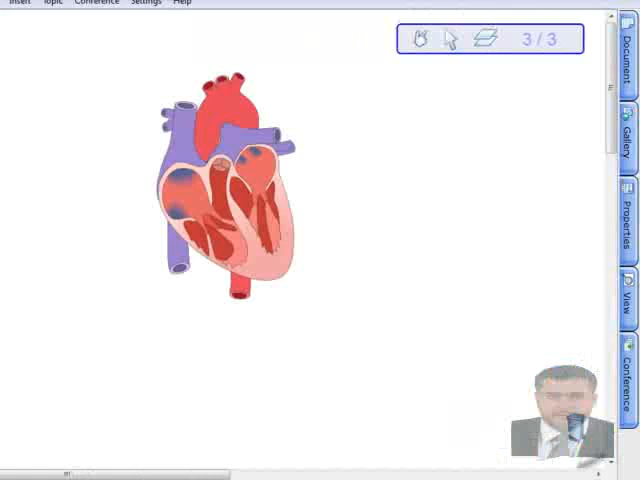 Insert Topic Conference Settings Help
3 / 3
Document
Gallery
Properties
View
Conference